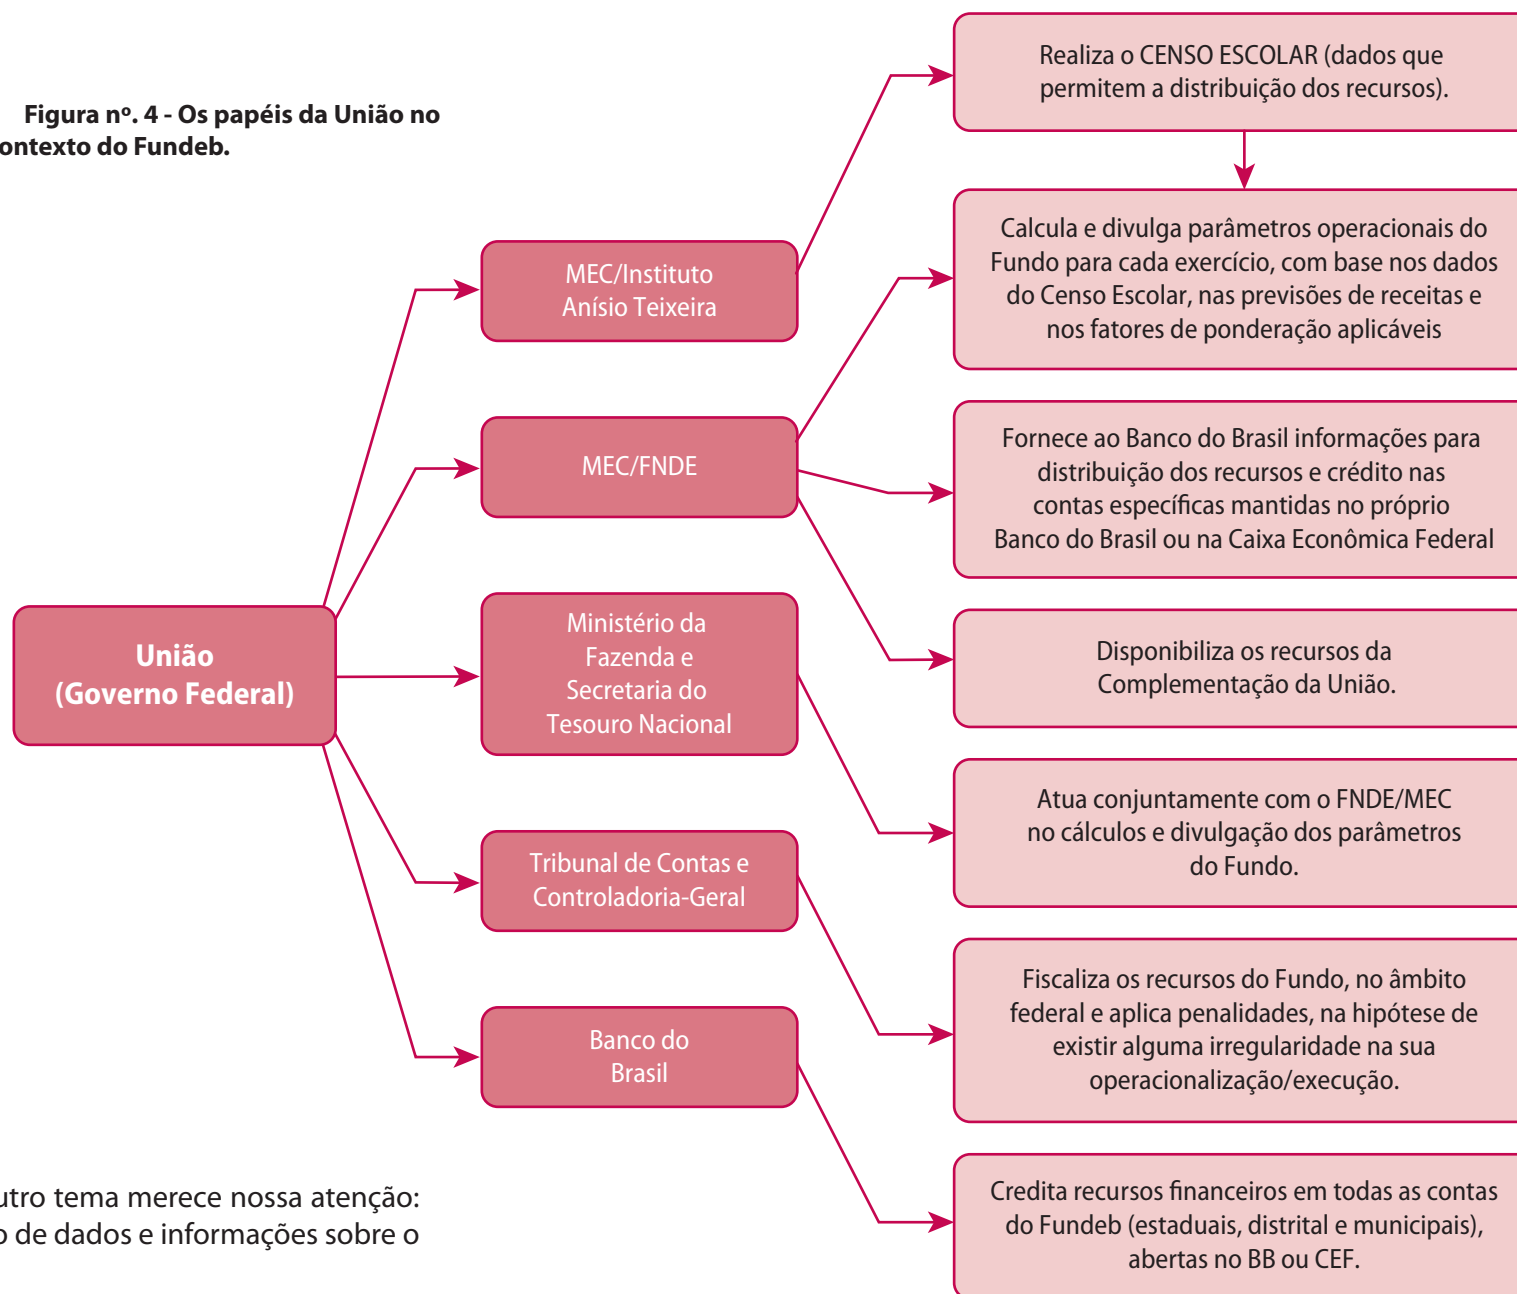 Figura nº. 4 - Os papéis da União no
ontexto do Fundeb.
União
(Governo Federal)
MEC/Instituto
Anísio Teixeira
MEC/FNDE
Ministério da
Fazenda e
Secretaria do
Tesouro Nacional
Tribunal de Contas e
Controladoria-Geral
Banco do
Brasil
Realiza o CENSO ESCOLAR (dados que
permitem a distribuição dos recursos).
Calcula e divulga parâmetros operacionais do
Fundo para cada exercício, com base nos dados
do Censo Escolar, nas previsões de receitas e
nos fatores de ponderação aplicáveis
Fornece ao Banco do Brasil informações para
distribuição dos recursos e crédito nas
contas específicas mantidas no próprio
Banco do Brasil ou na Caixa Econômica Federal
Disponibiliza os recursos da
Complementação da União.
Atua conjuntamente com o FNDE/MEC
no cálculos e divulgação dos parâmetros
do Fundo.
Fiscaliza os recursos do Fundo, no âmbito
federal e aplica penalidades, na hipótese de
existir alguma irregularidade na sua
operacionalização/execução.
Credita recursos financeiros em todas as contas
do Fundeb (estaduais, distrital e municipais),
abertas no BB ou CEF.
utro tema merece nossa atenção:
o de dados e informações sobre o